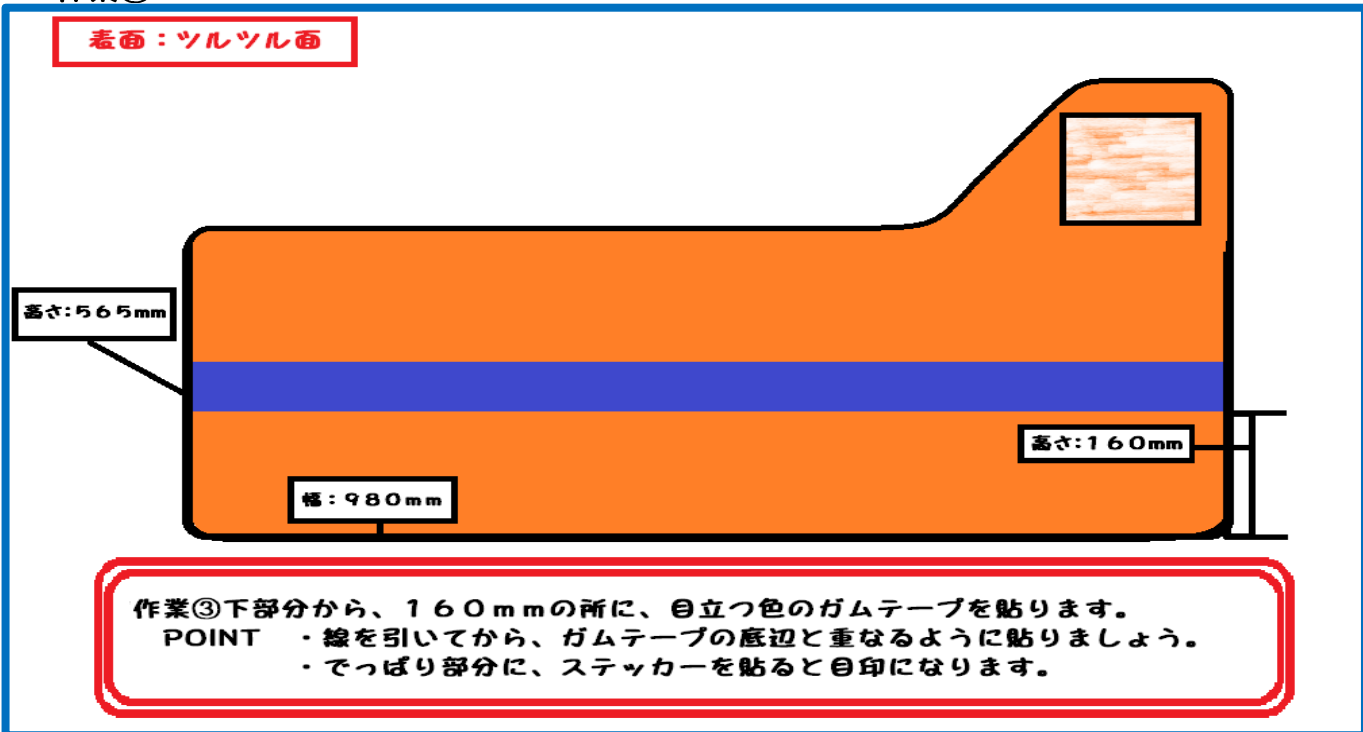 表面：ツルツル面
高さ:５６５mm
高さ:１６０mm
幅：９８０mm
作業③下部分から、１６０ｍｍの所に、目立つ色のガムテープを貼ります。
POINT ・線を引いてから、ガムテープの底辺と重なるように貼りましょう。
・でっぱり部分に、ステッカーを貼ると目印になります。